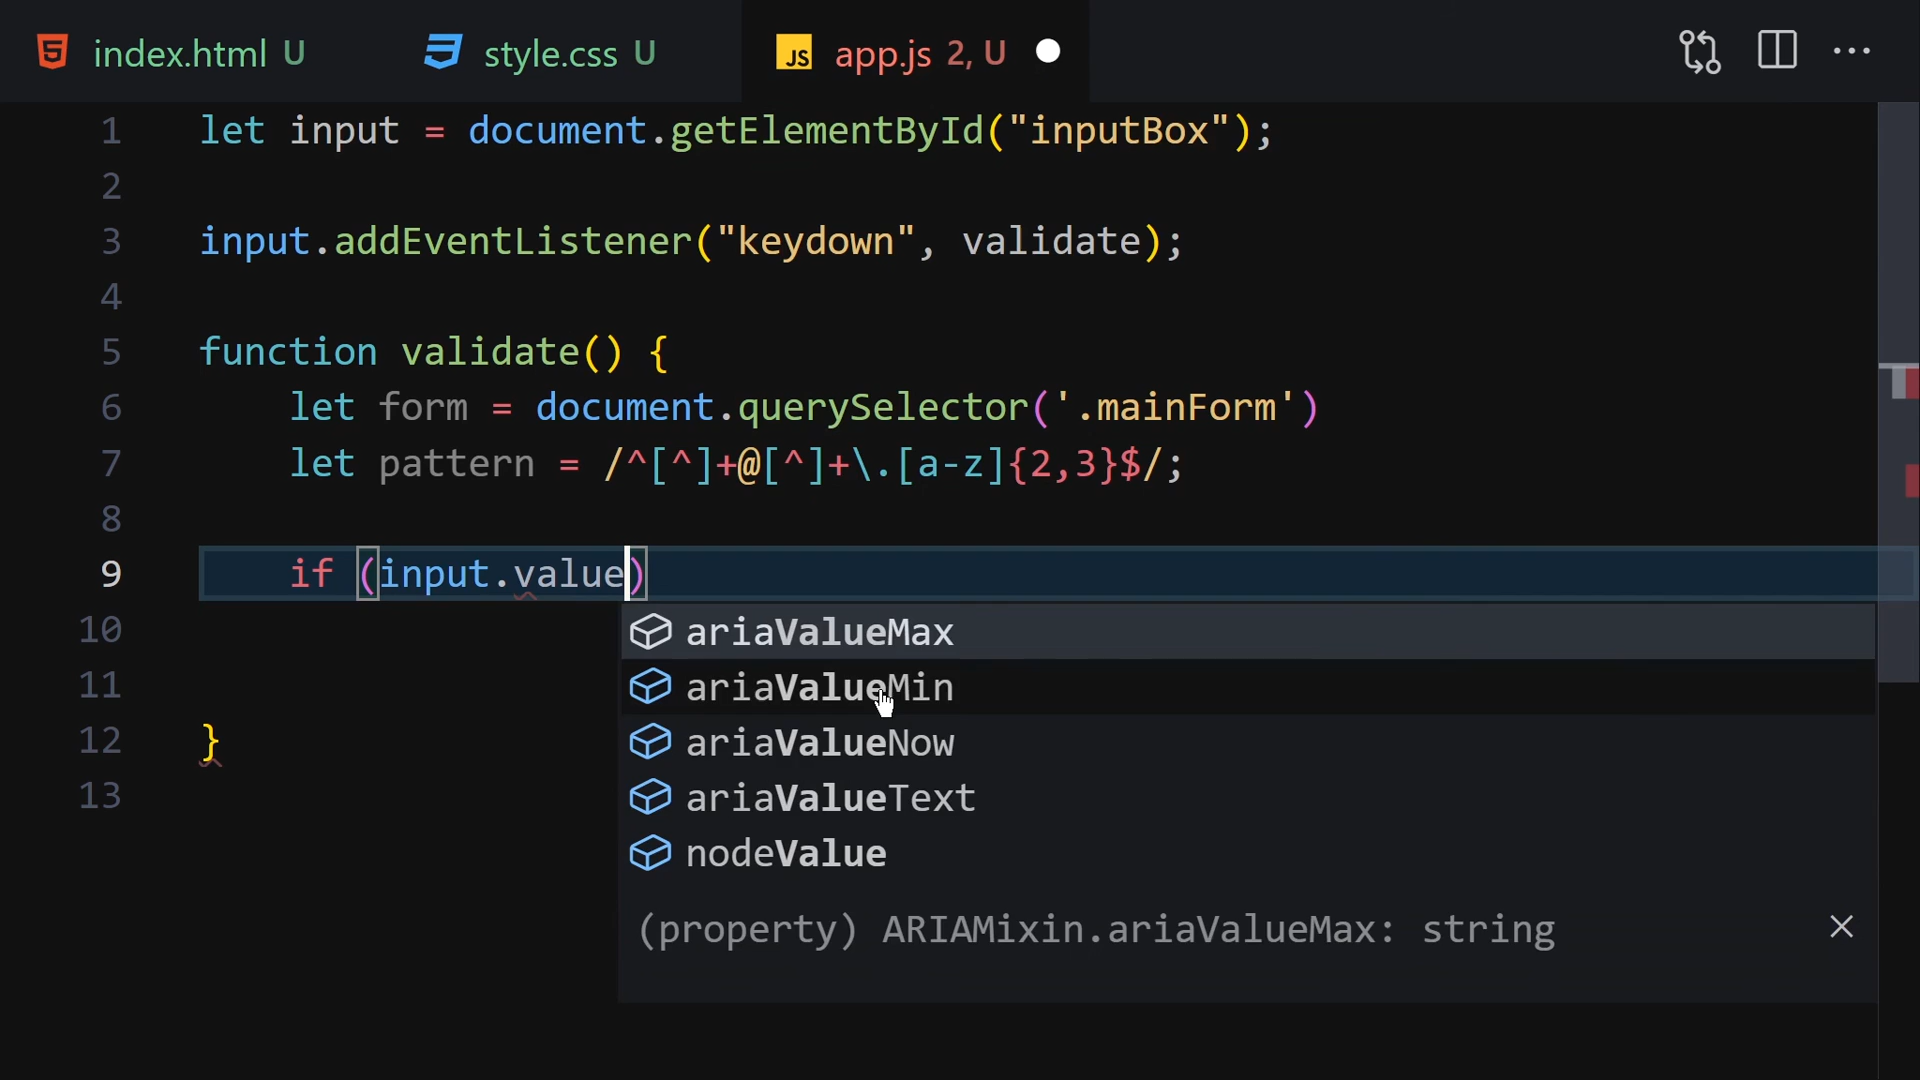 index.html U style.css U JS app.js 2, U
1 let input = document.getElementById("inputBox");
2
3 input.addEventListener("keydown", validate);
4
5 function validate() {
6 let form = document.querySelector('.mainForm')
7 let pattern = /^[^]+@[^]+\.[a-z]{2,3}$/;
8
9 if (input.value)
10 ariaValueMax
11 ariaValueMin
12 } ariaValueNow
13 ariaValueText
nodeValue
(property) ARIAMixin.ariaValueMax: string